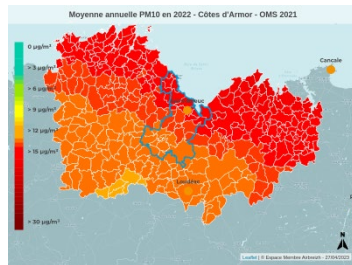 Moyenne annuelle PM10 en 2022 - Côtes d'Armor - OMS 2021
0 µg/m³
> 3 µg/m³
> 6 µg/m³
> 9 µg/m³
> 12 µg/m³
> 15 µg/m³
> 30 µg/m³
Cancale
N
Leaflet | © Espace Membre Airbreizh - 27/04/2023